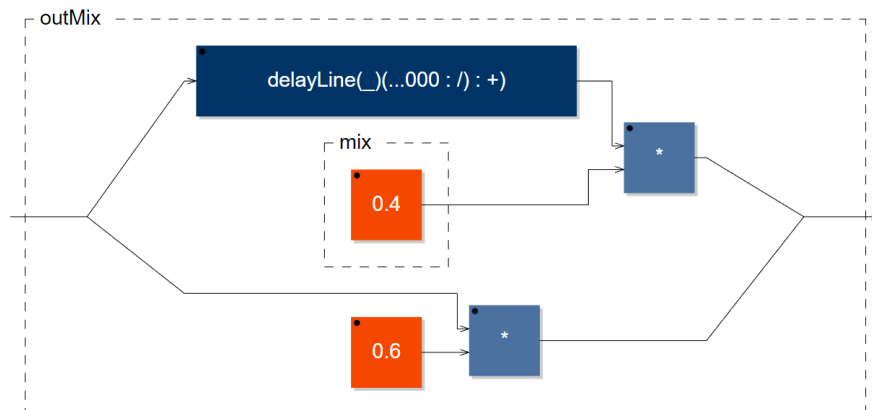 outMix
delayLine(_)(...000 : /) : +)
*
mix
0.4
*
0.6